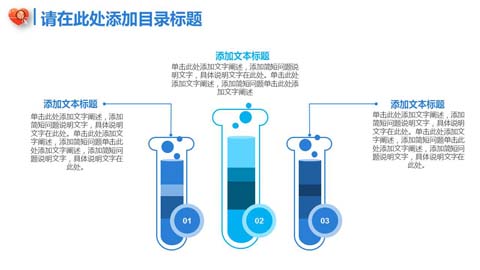 请在此处添加目录标题
添加文本标题
单击此处添加文字阐述，添加简短问题说
明文字，具体说明文字在此处。单击此处
添加文字阐述，添加简短问题单击此处添
加文字阐述
添加文本标题
单击此处添加文字阐述，添加
简短问题说明文字，具体说明
文字在此处。单击此处添加文
字阐述，添加简短问题单击此
处添加文字阐述，添加简短问
题说明文字，具体说明文字在
此处。
添加文本标题
单击此处添加文字阐述，添加
简短问题说明文字，具体说明
文字在此处。单击此处添加文
字阐述，添加简短问题单击此
处添加文字阐述，添加简短问
题说明文字，具体说明文字在
此处。
01
02
03